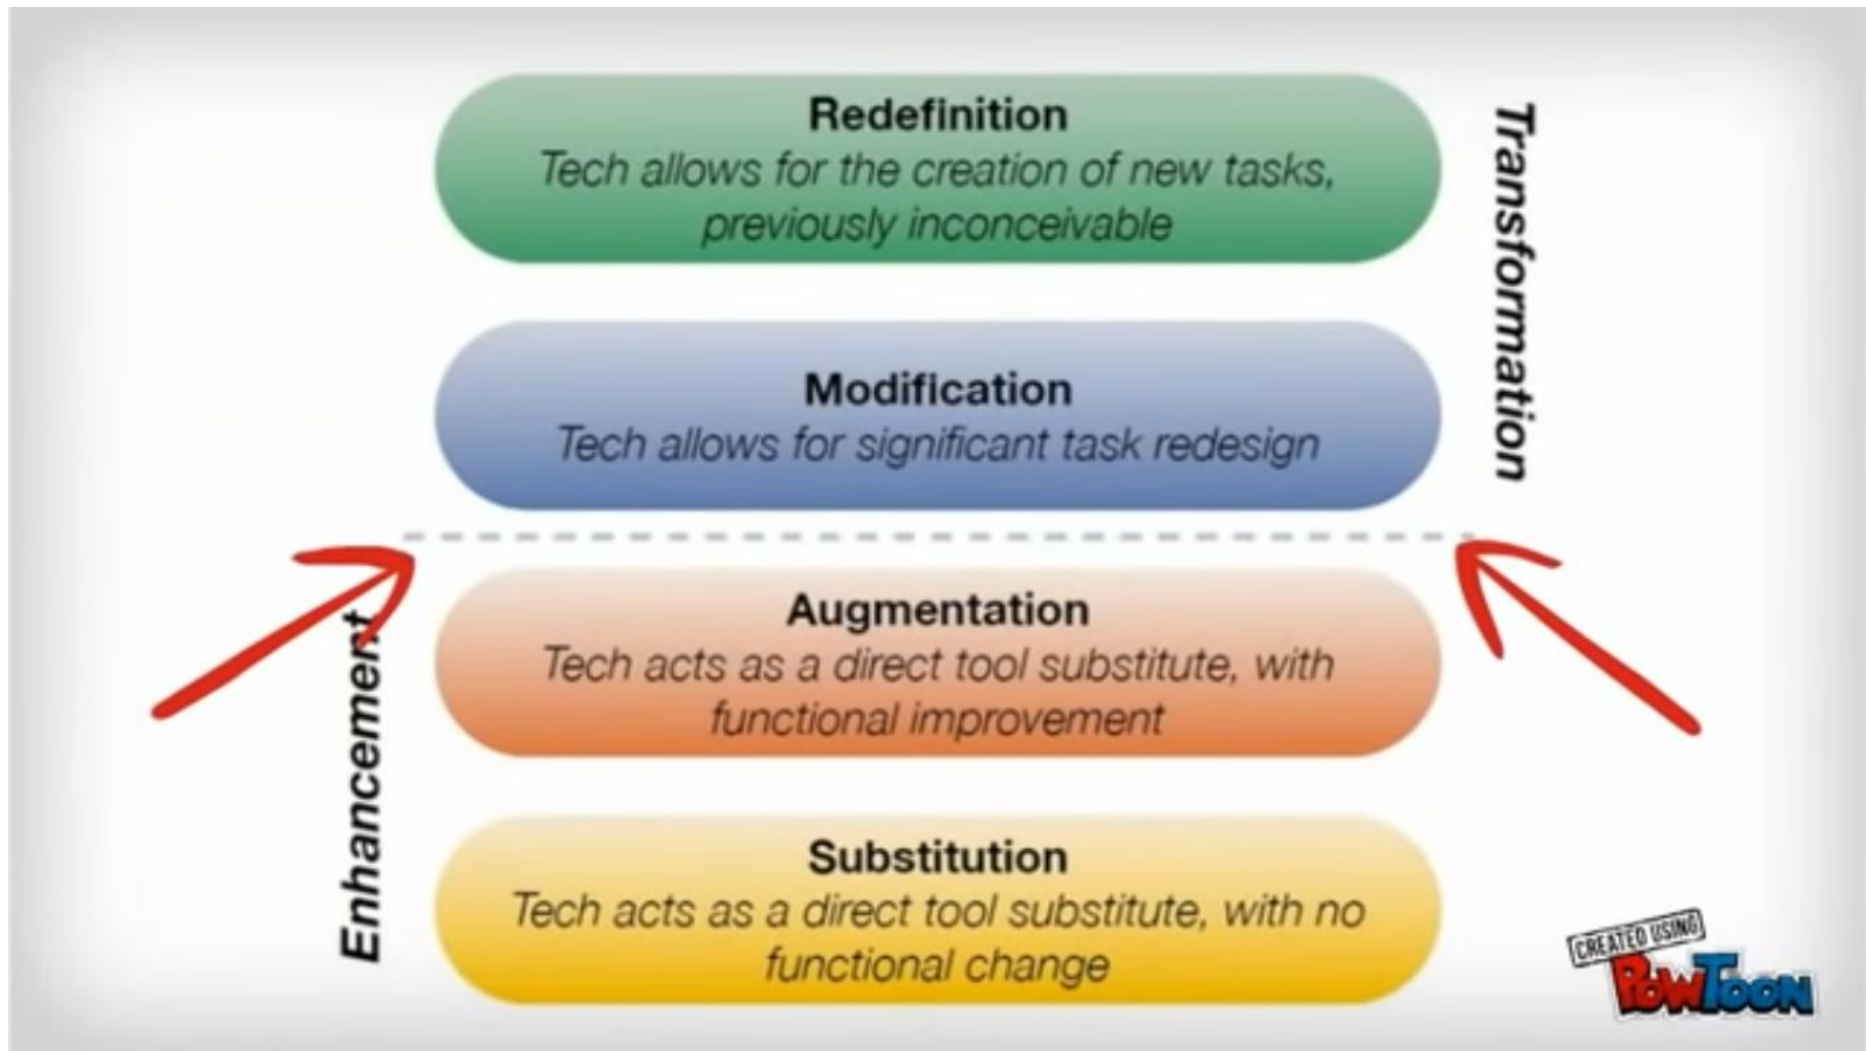 Redefinition
Tech allows for the creation of new tasks,
previously inconceivable
Transformation
Modification
Tech allows for significant task redesign
Augmentation
Tech acts as a direct tool substitute, with
functional improvement
Enhancement
Substitution
Tech acts as a direct tool substitute, with no
functional change
CREATED USING
POWTOON